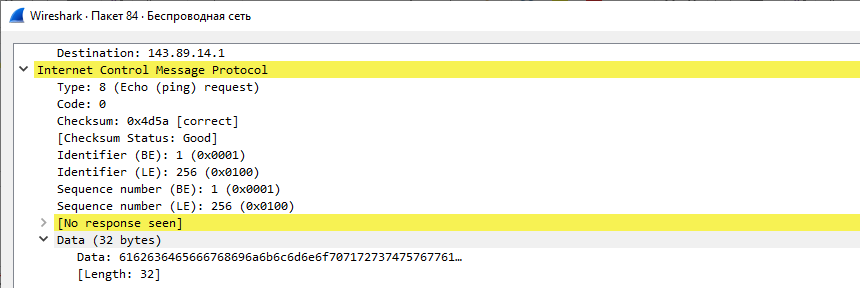 Wireshark · Пакет 84 · Беспроводная сеть
Destination: 143.89.14.1
Internet Control Message Protocol
Type: 8 (Echo (ping) request)
Code: 0
Checksum: 0x4d5a [correct]
[Checksum Status: Good]
Identifier (BE): 1 (0x0001)
Identifier (LE): 256 (0x0100)
Sequence number (BE): 1 (0x0001)
Sequence number (LE): 256 (0x0100)
[No response seen]
Data (32 bytes)
Data: 6162636465666768696a6b6c6d6e6f7071727374757677​61…
[Length: 32]